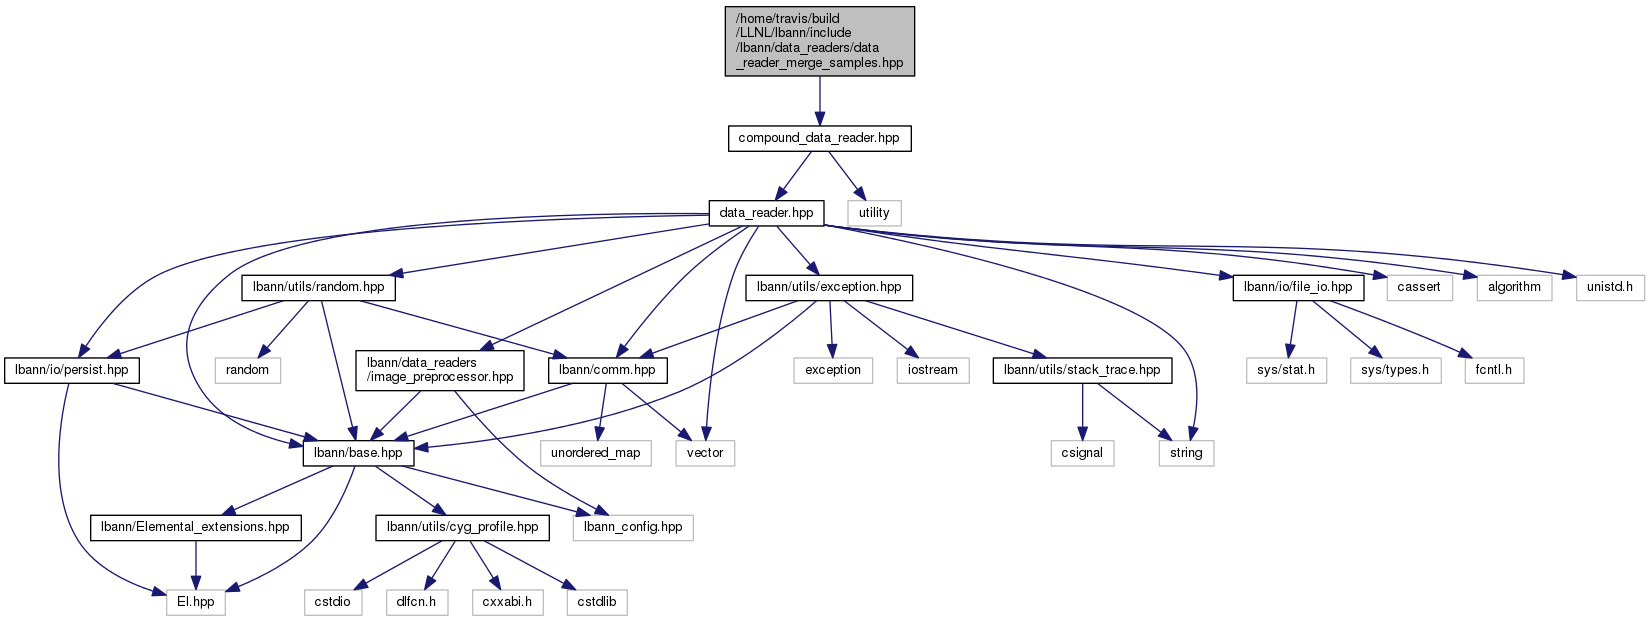 /home/travis/build
/LLNL/lbann/include
/lbann/data_readers/data
_reader_merge_samples.hpp
compound_data_reader.hpp
data_reader.hpp
utility
lbann/utils/random.hpp
lbann/utils/exception.hpp
lbann/io/file_io.hpp
cassert
algorithm
unistd.h
lbann/io/persist.hpp
random
lbann/data_readers
/image_preprocessor.hpp
lbann/comm.hpp
exception
iostream
lbann/utils/stack_trace.hpp
sys/stat.h
sys/types.h
fcntl.h
lbann/base.hpp
unordered_map
vector
csignal
string
lbann/Elemental_extensions.hpp
lbann/utils/cyg_profile.hpp
lbann_config.hpp
El.hpp
cstdio
dlfcn.h
cxxabi.h
cstdlib